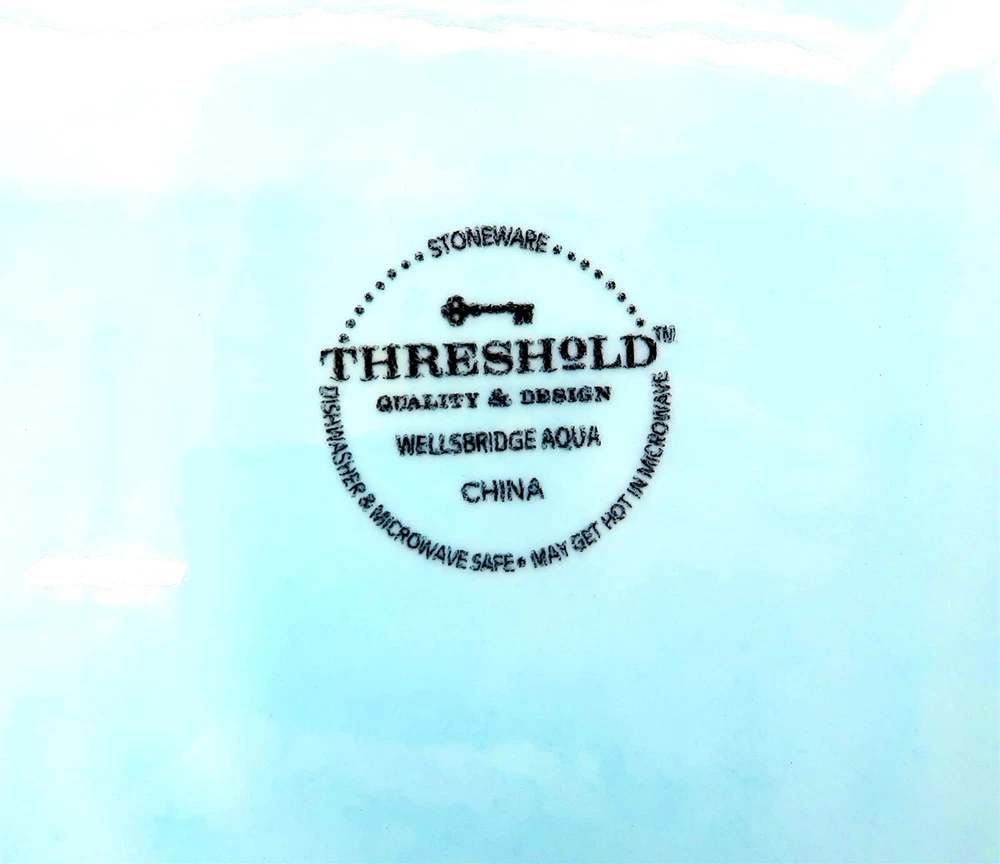 STONEWARE
THRESHOLD™
QUALITY & DESIGN
WELLSBRIDGE AQUA
CHINA
DISHWASHER & MICROWAVE SAFE • MAY GET HOT IN MICROWAVE